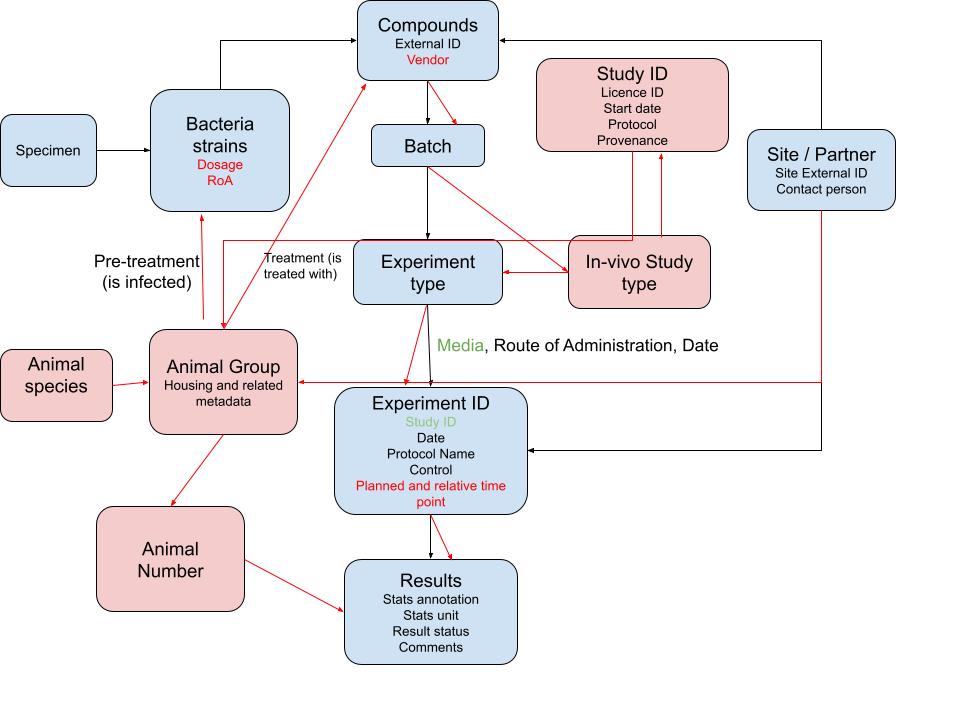 Compounds
External ID
Vendor
Study ID
Licence ID
Start date
Protocol
Provenance
Specimen
Bacteria
strains
Dosage
RoA
Batch
Site / Partner
Site External ID
Contact person
Pre-treatment
(is infected)
Treatment (is
treated with)
Experiment
type
In-vivo Study
type
Media, Route of Administration, Date
Animal
species
Animal Group
Housing and related
metadata
Experiment ID
Study ID
Date
Protocol Name
Control
Planned and relative time
point
Animal
Number
Results
Stats annotation
Stats unit
Result status
Comments